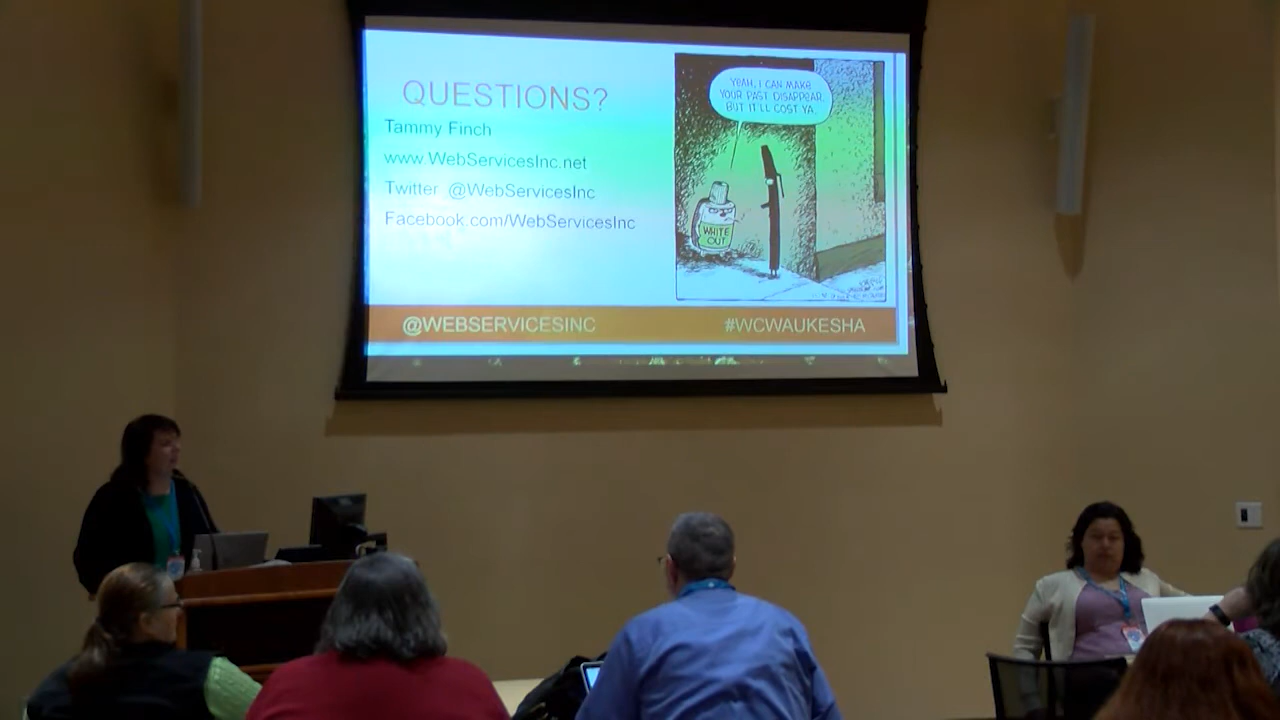 QUESTIONS?
Tammy Finch
www.WebServicesInc.net
Twitter @WebServicesInc
Facebook.com/WebServicesInc
YEAH, I CAN MAKE
YOUR PAST DISAPPEAR.
BUT IT'LL COST YA.
WHITE
OUT
@WEBSERVICESINC
#WCWAUKESHA